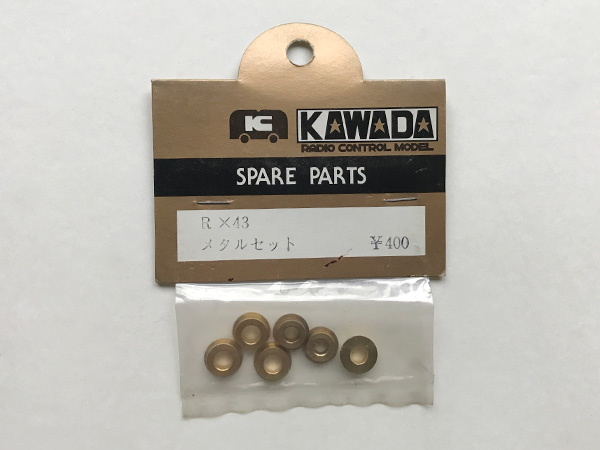 K
KAWADA
RADIO CONTROL MODEL
SPARE PARTS
R×43
メタルセット ¥400